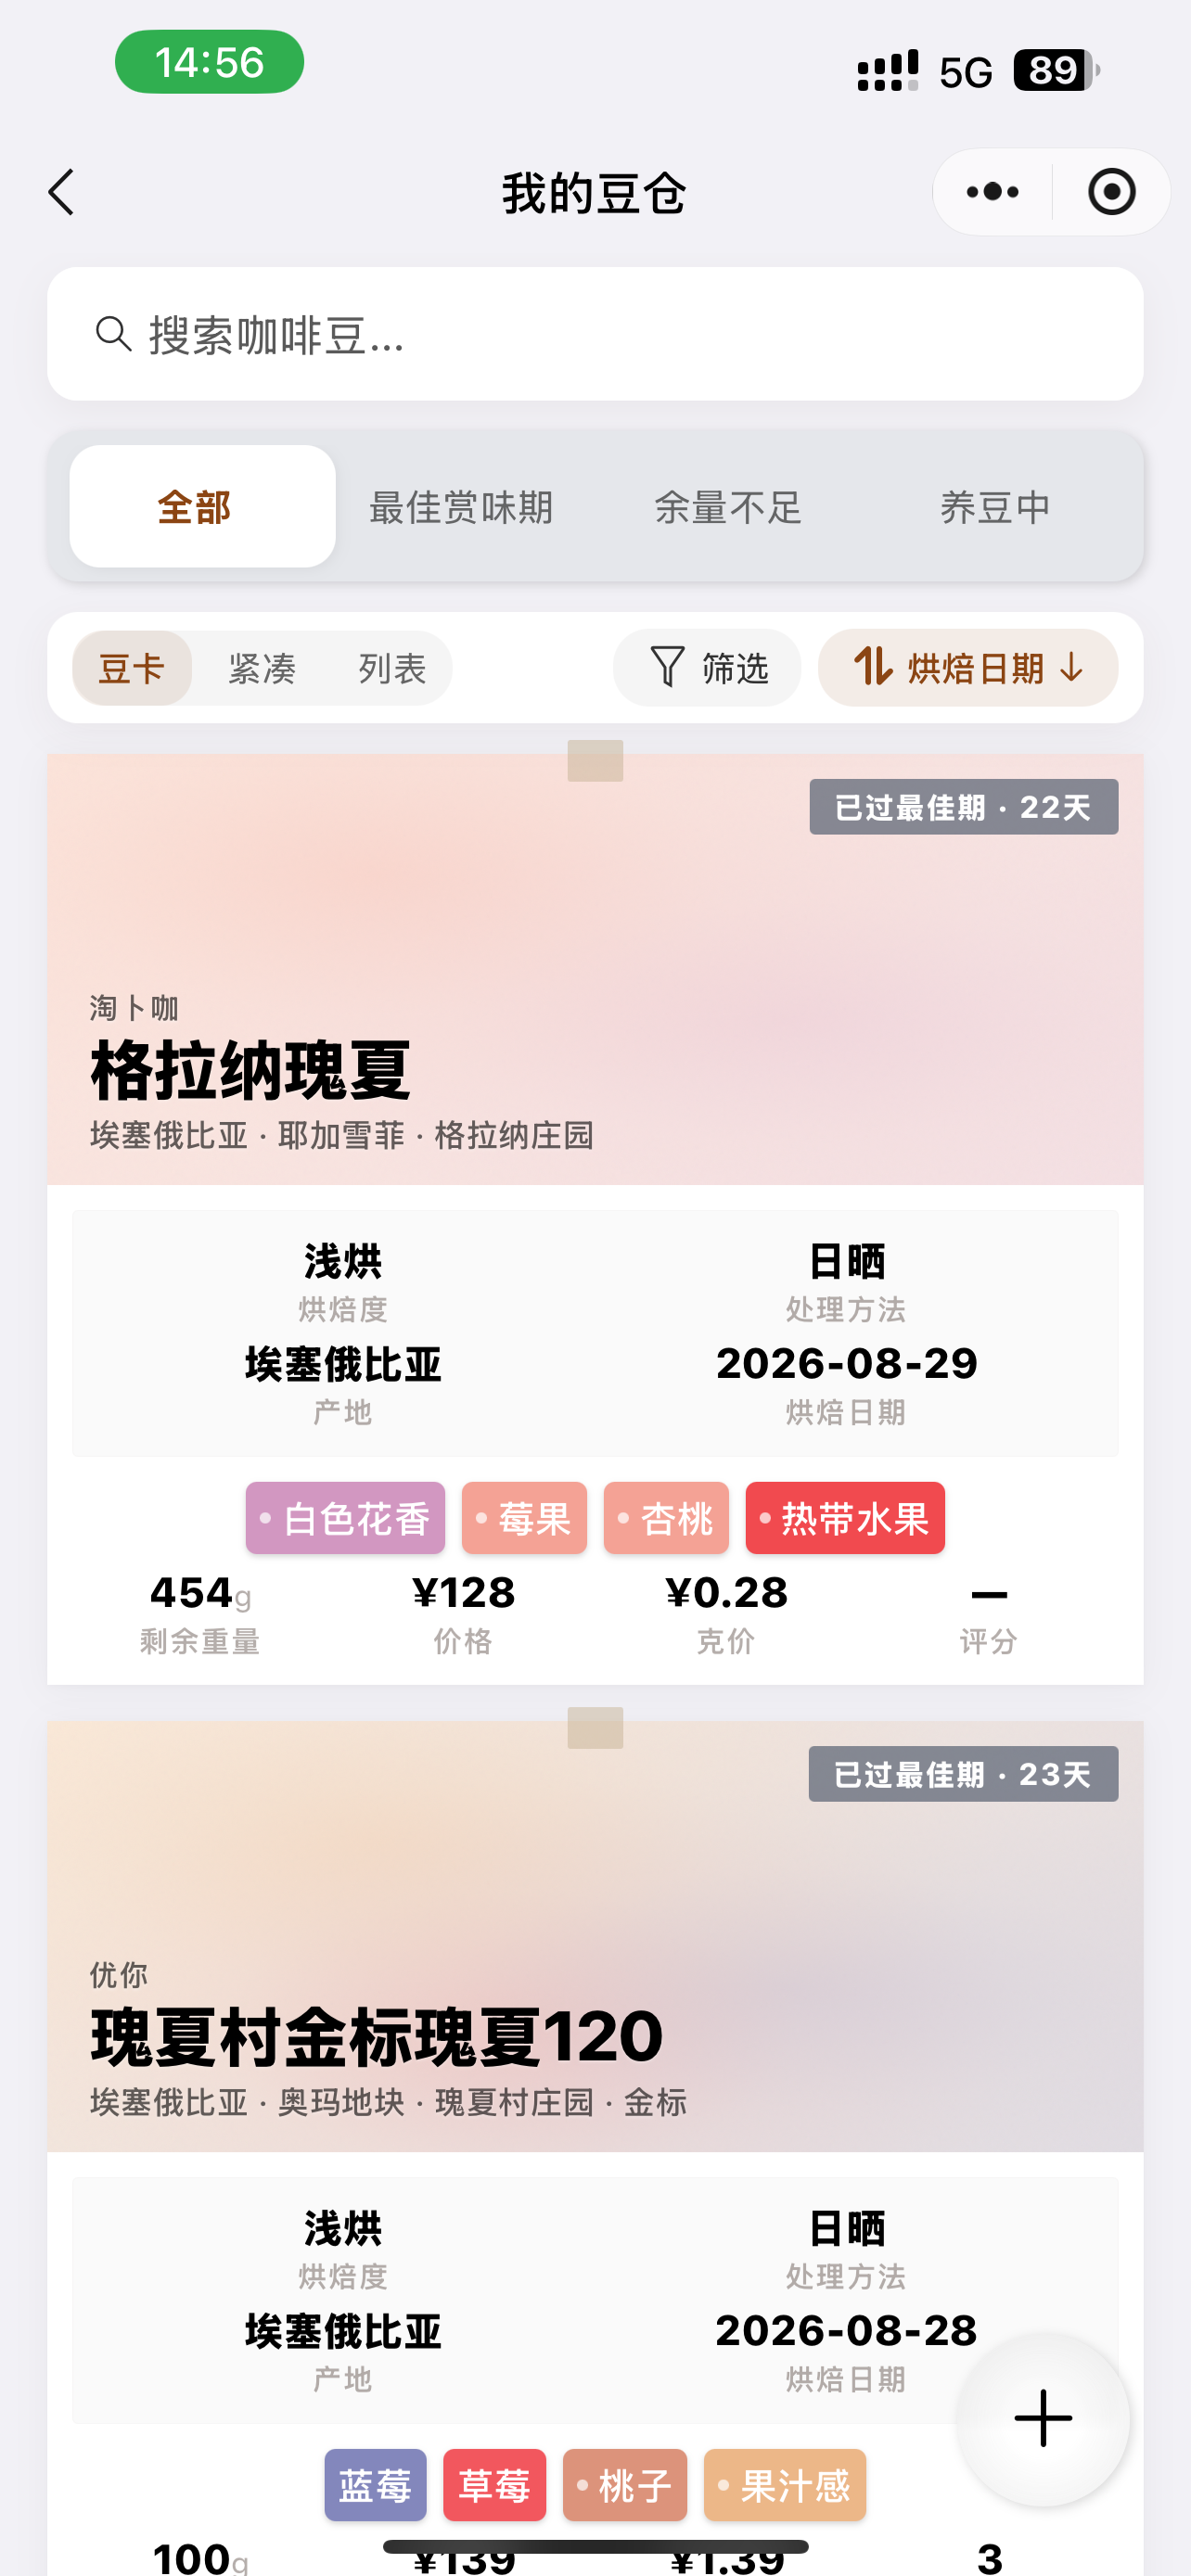 14:56 5G 89
我的豆仓
搜索咖啡豆...
全部 最佳赏味期 余量不足 养豆中
豆卡 紧凑 列表 筛选 烘焙日期 ↓
已过最佳期 · 22天
淘卜咖
格拉纳瑰夏
埃塞俄比亚 · 耶加雪菲 · 格拉纳庄园
浅烘 日晒
烘焙度 处理方法
埃塞俄比亚 2026-08-29
产地 烘焙日期
白色花香 莓果 杏桃 热带水果
454g ¥128 ¥0.28 —
剩余重量 价格 克价 评分
已过最佳期 · 23天
优你
瑰夏村金标瑰夏120
埃塞俄比亚 · 奥玛地块 · 瑰夏村庄园 · 金标
浅烘 日晒
烘焙度 处理方法
埃塞俄比亚 2026-08-28
产地 烘焙日期
蓝莓 草莓 桃子 果汁感
100g ¥139 ¥1.39 3